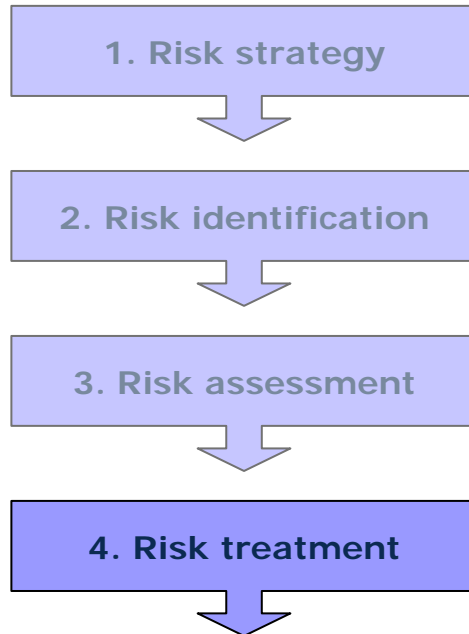 1. Risk strategy
2. Risk identification
3. Risk assessment
4. Risk treatment